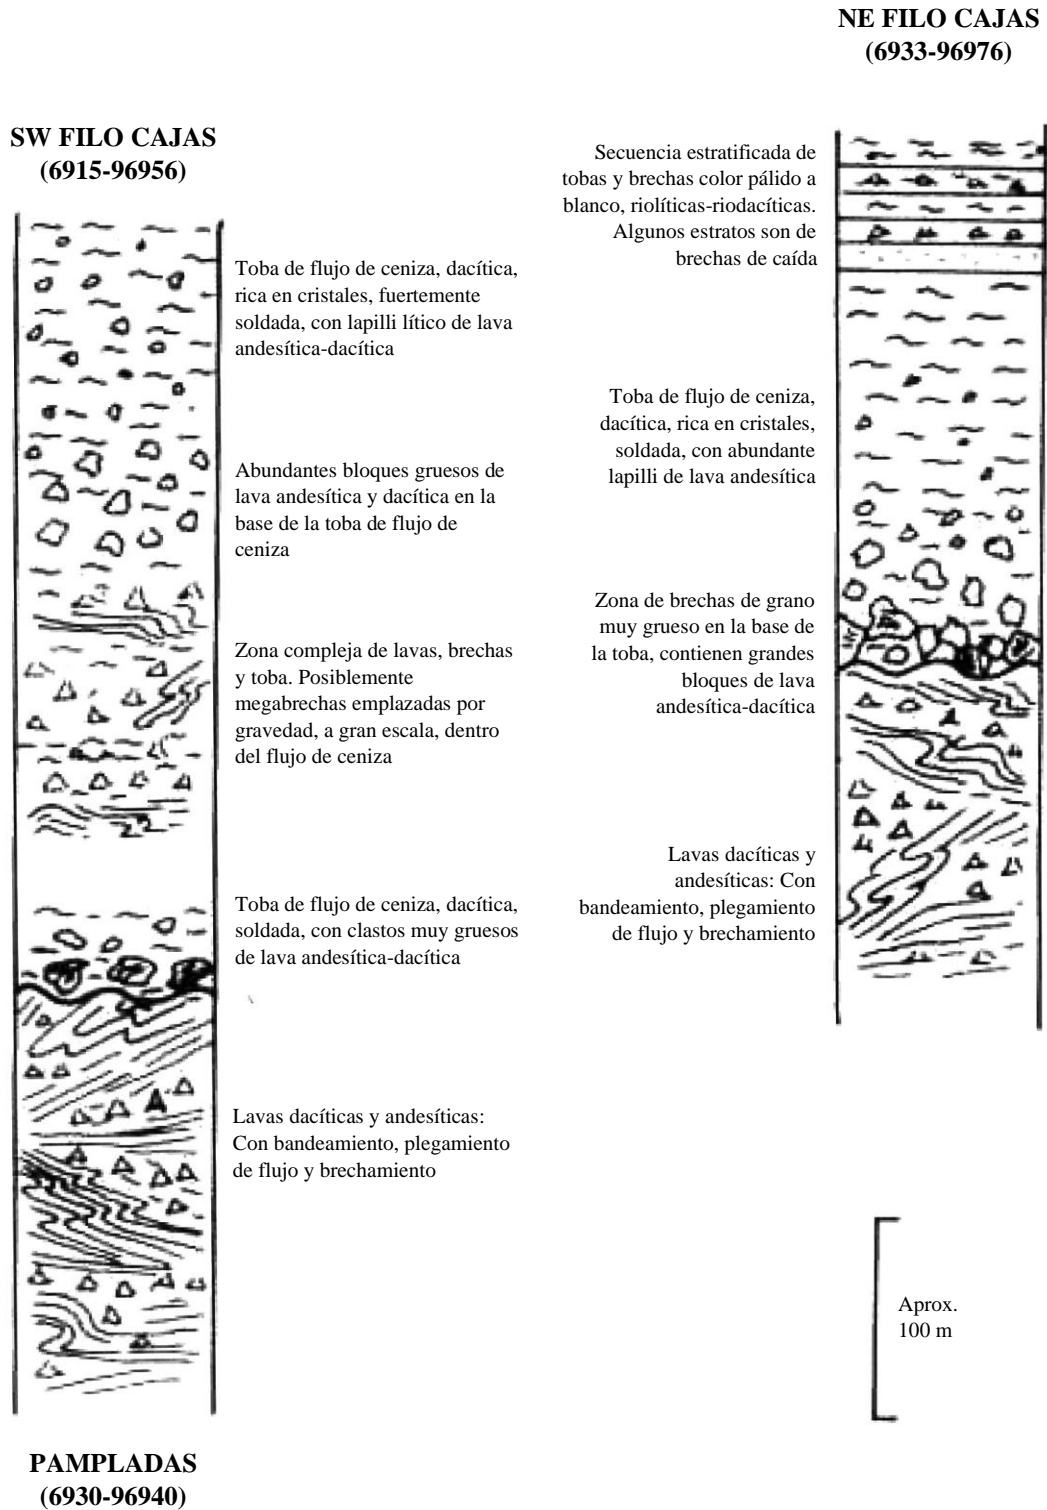 NE FILO CAJAS
(6933-96976)
SW FILO CAJAS
(6915-96956)
Toba de flujo de ceniza, dacítica,
rica en cristales, fuertemente
soldada, con lapilli lítico de lava
andesítica-dacítica
Abundantes bloques gruesos de
lava andesítica y dacítica en la
base de la toba de flujo de
ceniza
Zona compleja de lavas, brechas
y toba. Posiblemente
megabrechas emplazadas por
gravedad, a gran escala, dentro
del flujo de ceniza
Toba de flujo de ceniza, dacítica,
soldada, con clastos muy gruesos
de lava andesítica-dacítica
Lavas dacíticas y andesíticas:
Con bandeamiento, plegamiento
de flujo y brechamiento
PAMPLADAS
(6930-96940)
Secuencia estratificada de
tobas y brechas color pálido a
blanco, riolíticas-riodacíticas.
Algunos estratos son de
brechas de caída
Toba de flujo de ceniza,
dacítica, rica en cristales,
soldada, con abundante
lapilli de lava andesítica
Zona de brechas de grano
muy grueso en la base de
la toba, contienen grandes
bloques de lava
andesítica-dacítica
Lavas dacíticas y
andesíticas: Con
bandeamiento, plegamiento
de flujo y brechamiento
Aprox.
100 m